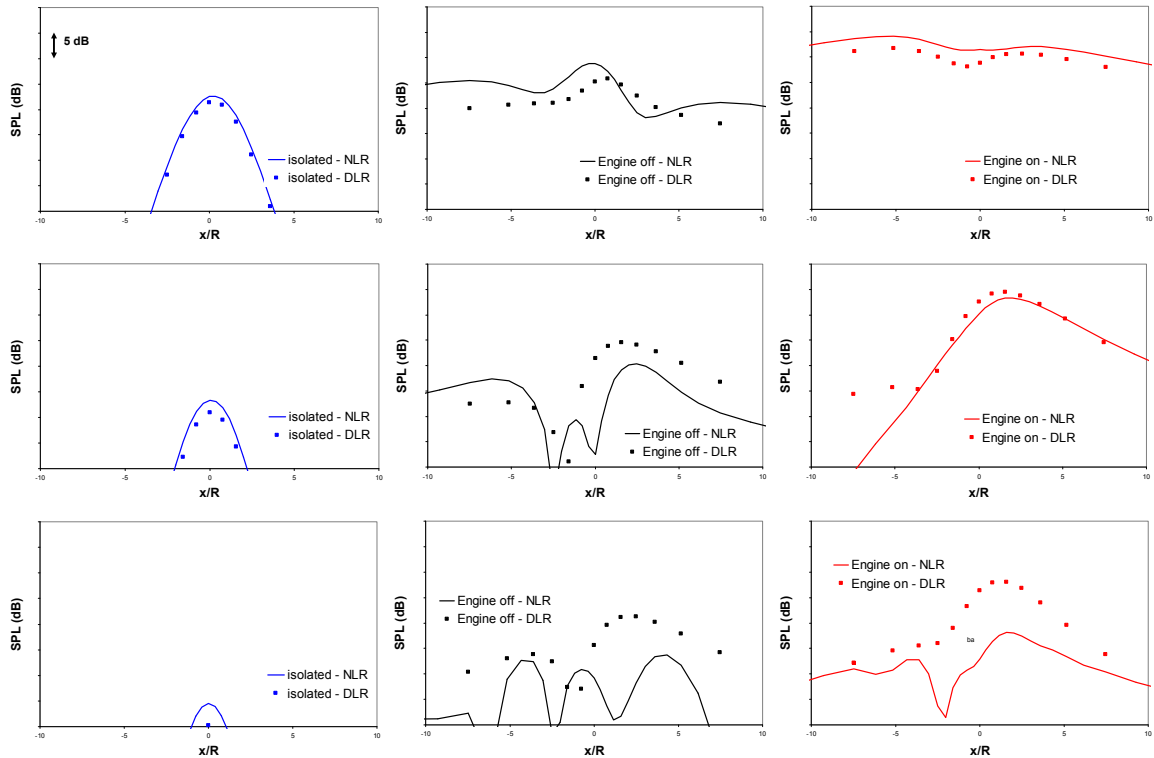 5 dB
SPL (dB)
isolated - NLR
isolated - DLR
-10 -5 0 5 10
x/R
SPL (dB)
Engine off - NLR
Engine off - DLR
-10 -5 0 5 10
x/R
SPL (dB)
Engine on - NLR
Engine on - DLR
-10 -5 0 5 10
x/R
SPL (dB)
isolated - NLR
isolated - DLR
-10 -5 0 5 10
x/R
SPL (dB)
Engine off - NLR
Engine off - DLR
-10 -5 0 5 10
x/R
SPL (dB)
Engine on - NLR
Engine on - DLR
-10 -5 0 5 10
x/R
SPL (dB)
isolated - NLR
isolated - DLR
-10 -5 0 5 10
x/R
SPL (dB)
Engine off - NLR
Engine off - DLR
-10 -5 0 5 10
x/R
SPL (dB)
Engine on - NLR
Engine on - DLR
ba
-10 -5 0 5 10
x/R